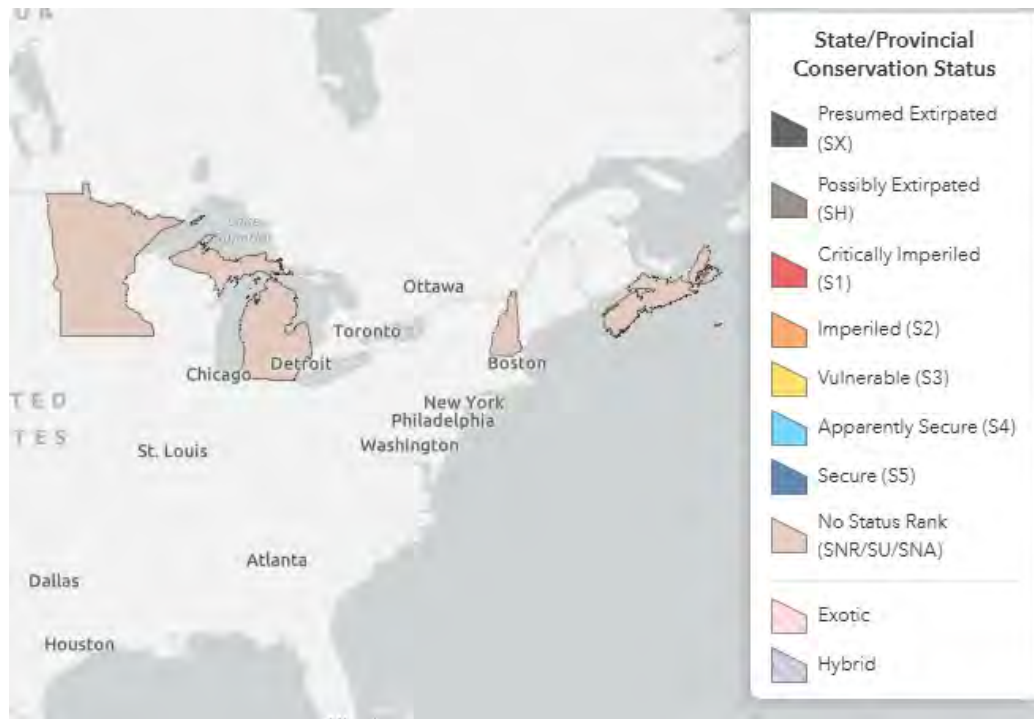 State/Provincial
Conservation Status
Presumed Extirpated
(SX)
Possibly Extirpated
(SH)
Critically Imperiled
(S1)
Imperiled (S2)
Vulnerable (S3)
Apparently Secure (S4)
Secure (S5)
No Status Rank
(SNR/SU/SNA)
Exotic
Hybrid
Ottawa
Toronto
Detroit
Chicago
Boston
New York
TED
Philadelphia
TES
Washington
St. Louis
Atlanta
Dallas
Houston